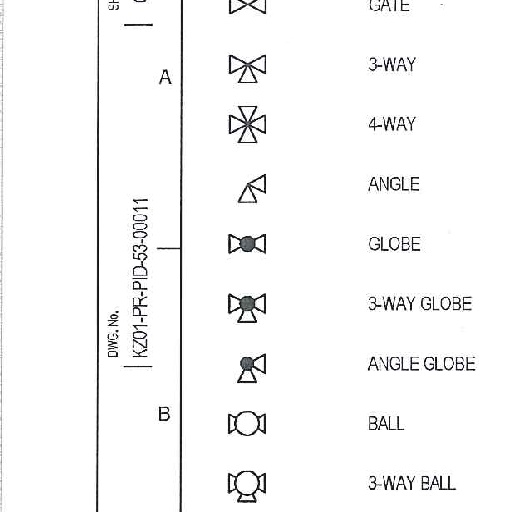 GATE
3-WAY
4-WAY
ANGLE
GLOBE
3-WAY GLOBE
ANGLE GLOBE
BALL
3-WAY BALL
A
B
DWG. No.
KZ01-PR-PID-53-00011